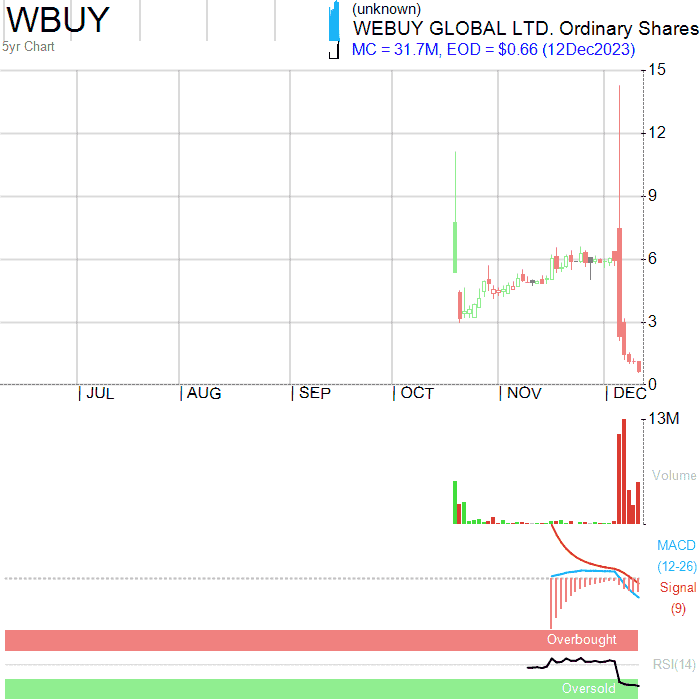 WBUY
5yr Chart
(unknown)
WEBUY GLOBAL LTD. Ordinary Shares
MC = 31.7M, EOD = $0.66 (12Dec2023)
15
12
9
6
3
0
JUL
AUG
SEP
OCT
NOV
DEC
13M
Volume
MACD
(12-26)
Signal
(9)
Overbought
RSI(14)
Oversold